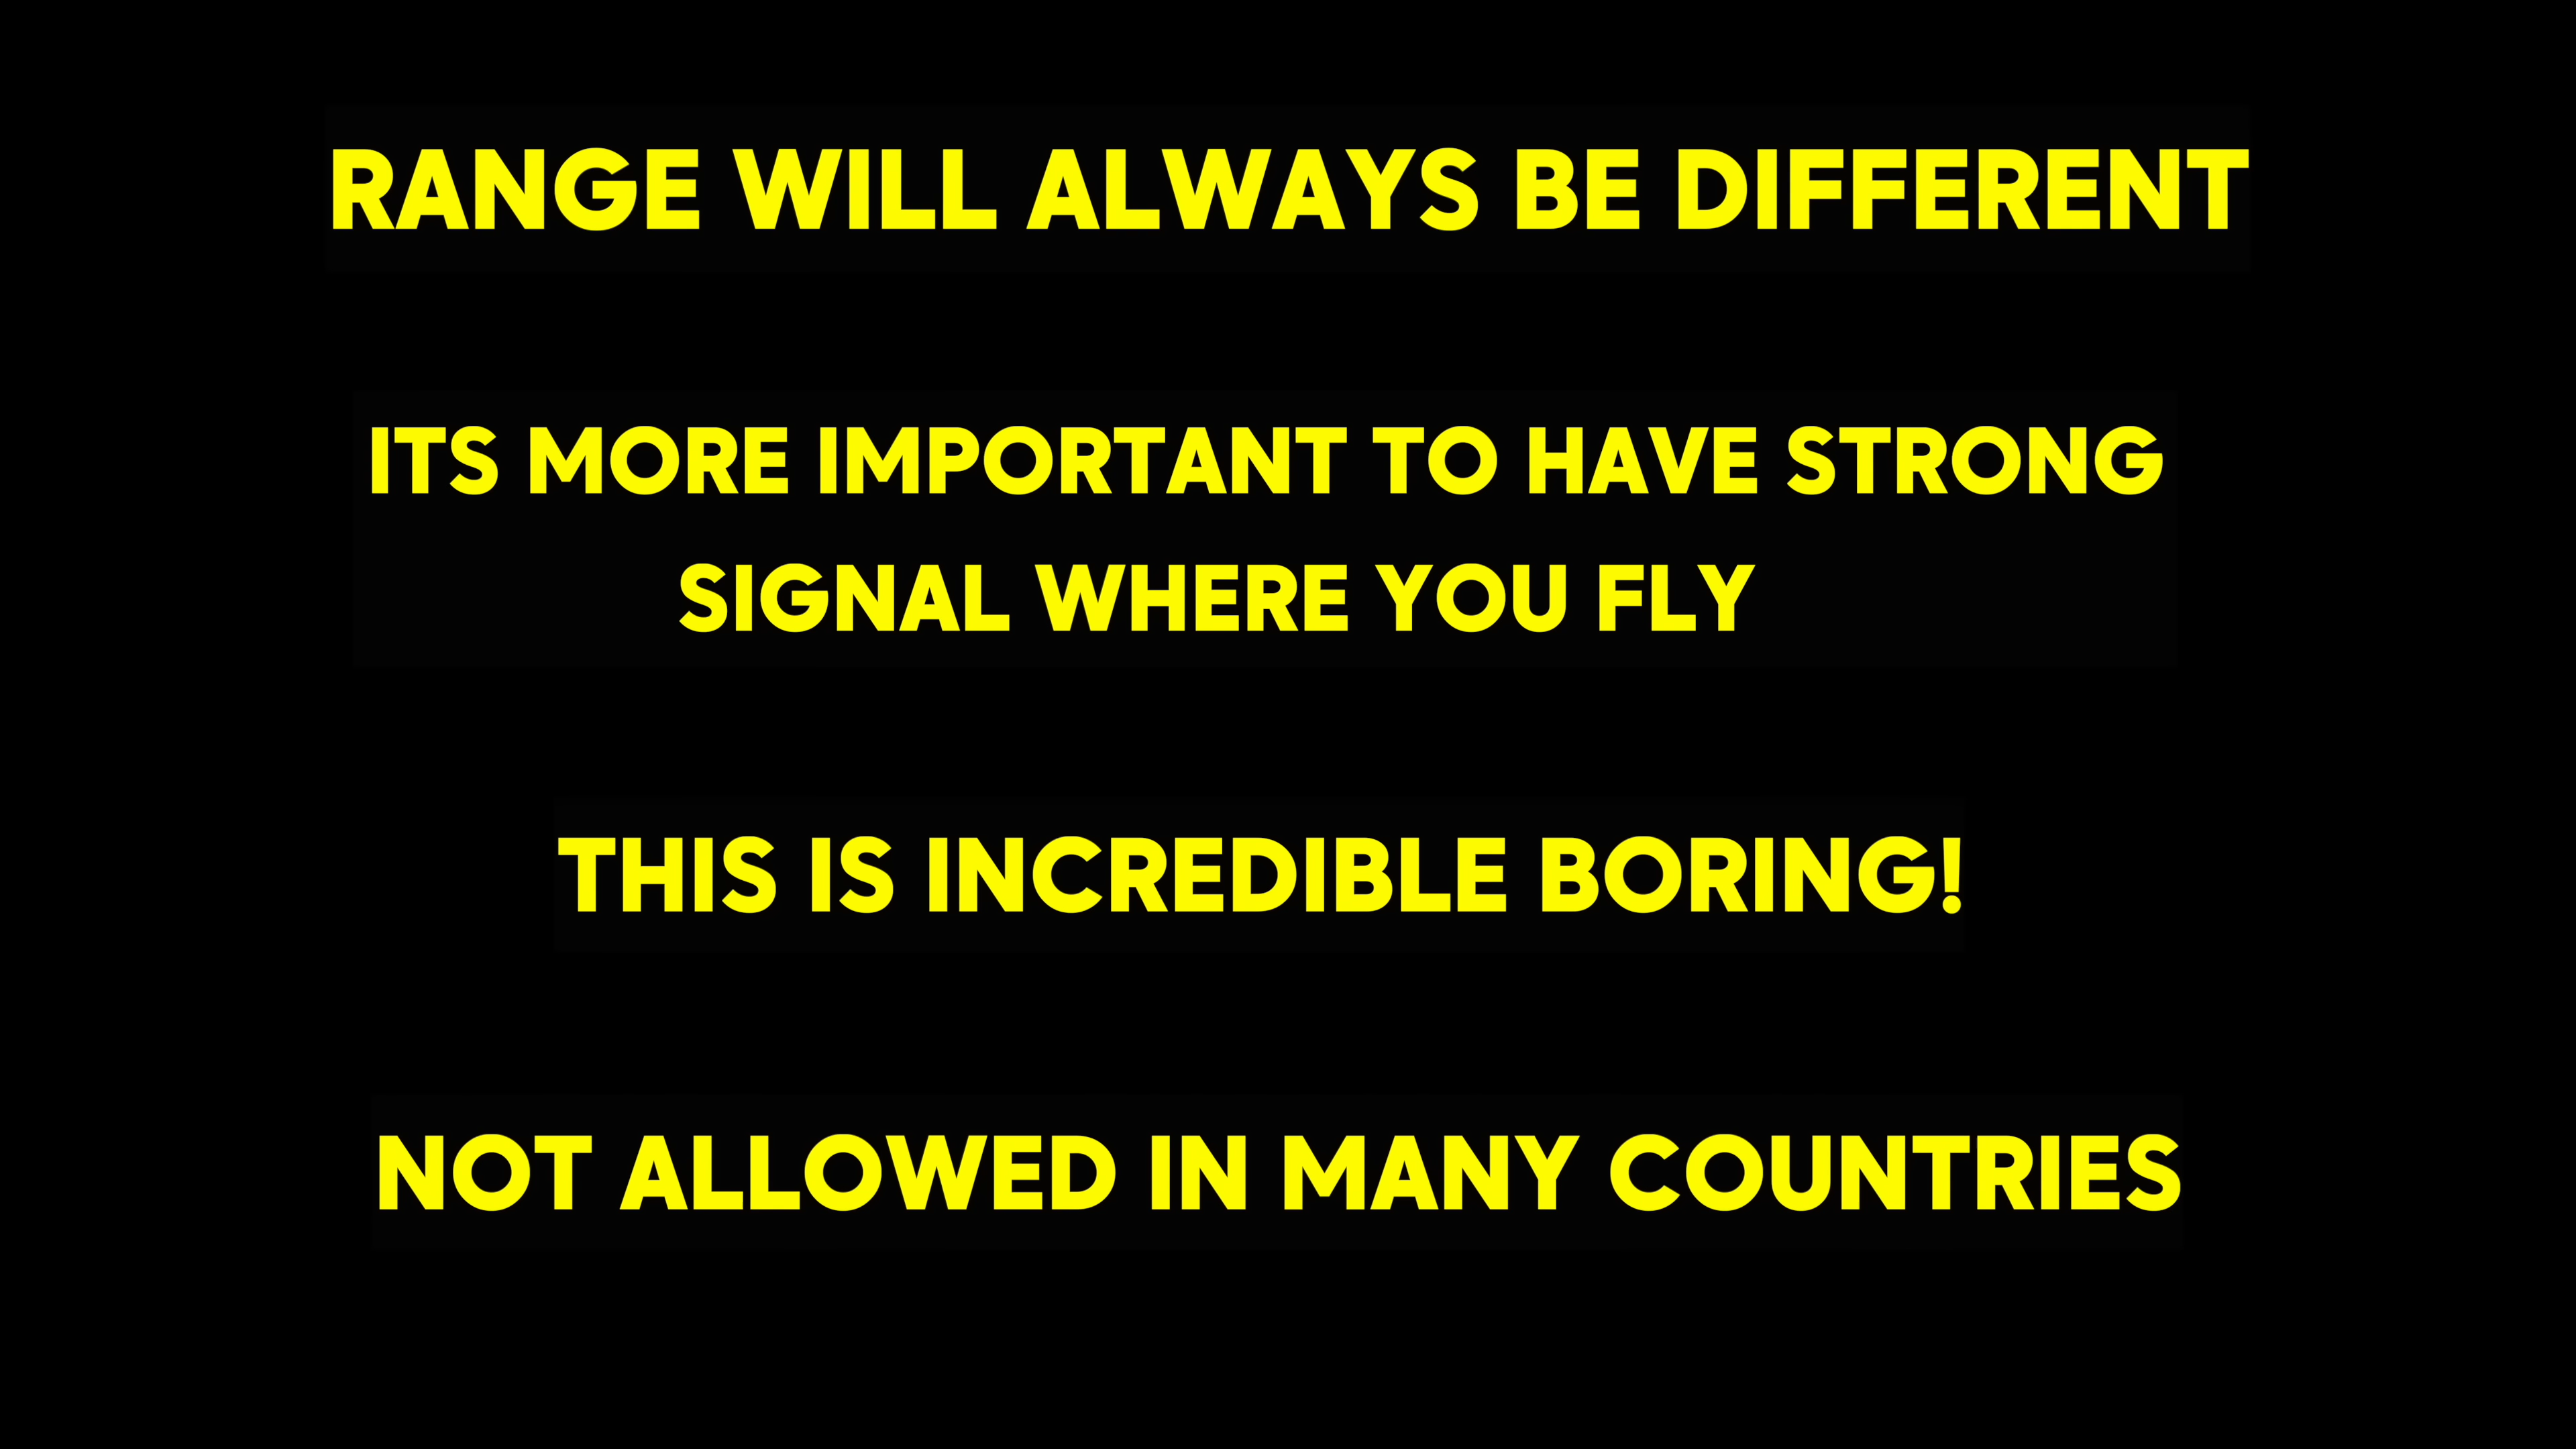 RANGE WILL ALWAYS BE DIFFERENT
ITS MORE IMPORTANT TO HAVE STRONG
SIGNAL WHERE YOU FLY
THIS IS INCREDIBLE BORING!
NOT ALLOWED IN MANY COUNTRIES